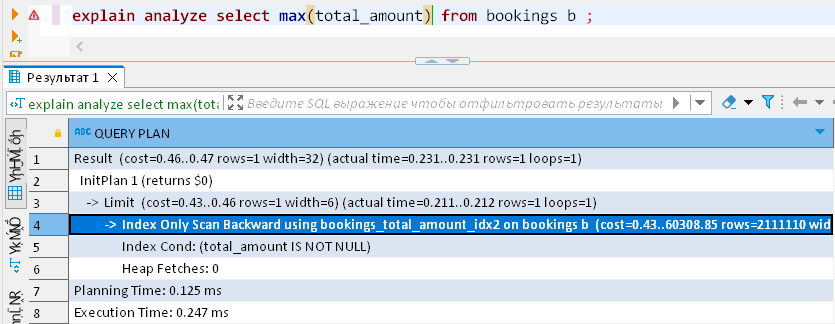 explain analyze select max(total_amount) from bookings b ;
Результат 1
explain analyze select max(tota Введите SQL выражение чтобы отфильтровать результаты
ABC QUERY PLAN
1 Result (cost=0.46..0.47 rows=1 width=32) (actual time=0.231..0.231 rows=1 loops=1)
2 InitPlan 1 (returns $0)
3 -> Limit (cost=0.43..0.46 rows=1 width=6) (actual time=0.211..0.212 rows=1 loops=1)
4 -> Index Only Scan Backward using bookings_total_amount_idx2 on bookings b (cost=0.43..60308.85 rows=2111110 wid
5 Index Cond: (total_amount IS NOT NULL)
6 Heap Fetches: 0
7 Planning Time: 0.125 ms
8 Execution Time: 0.247 ms